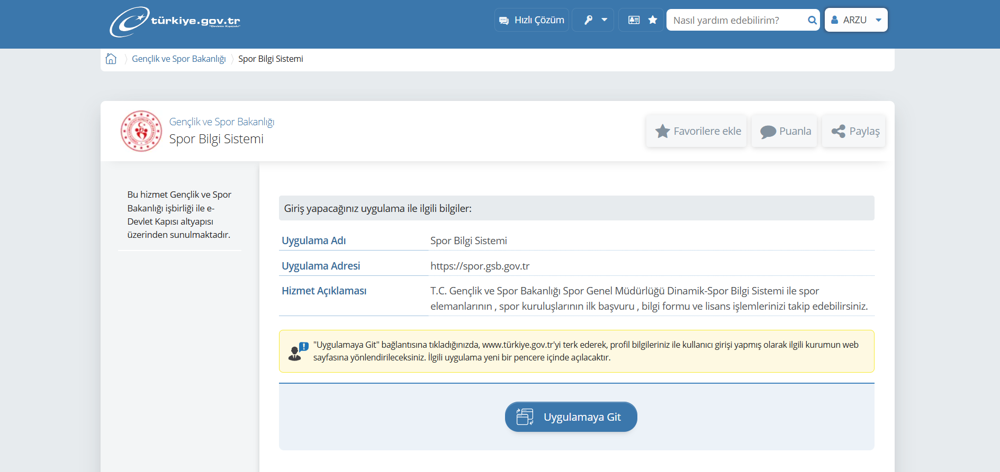 türkiye.gov.tr
"Devletin Kısayolu"
Hızlı Çözüm
Nasıl yardım edebilirim?
ARZU
Gençlik ve Spor Bakanlığı
Spor Bilgi Sistemi
Gençlik ve Spor Bakanlığı
Spor Bilgi Sistemi
Favorilere ekle
Puanla
Paylaş
Bu hizmet Gençlik ve Spor
Bakanlığı işbirliği ile e-
Devlet Kapısı altyapısı
üzerinden sunulmaktadır.
Giriş yapacağınız uygulama ile ilgili bilgiler:
Uygulama Adı
Spor Bilgi Sistemi
Uygulama Adresi
https://spor.gsb.gov.tr
Hizmet Açıklaması
T.C. Gençlik ve Spor Bakanlığı Spor Genel Müdürlüğü Dinamik-Spor Bilgi Sistemi ile spor
elemanlarının , spor kuruluşlarının ilk başvuru , bilgi formu ve lisans işlemlerinizi takip edebilirsiniz.
"Uygulamaya Git" bağlantısına tıkladığınızda, www.türkiye.gov.tr'yi terk ederek, profil bilgileriniz ile kullanıcı girişi yapmış olarak ilgili kurumun web
sayfasına yönlendirileceksiniz. İlgili uygulama yeni bir pencere içinde açılacaktır.
Uygulamaya Git